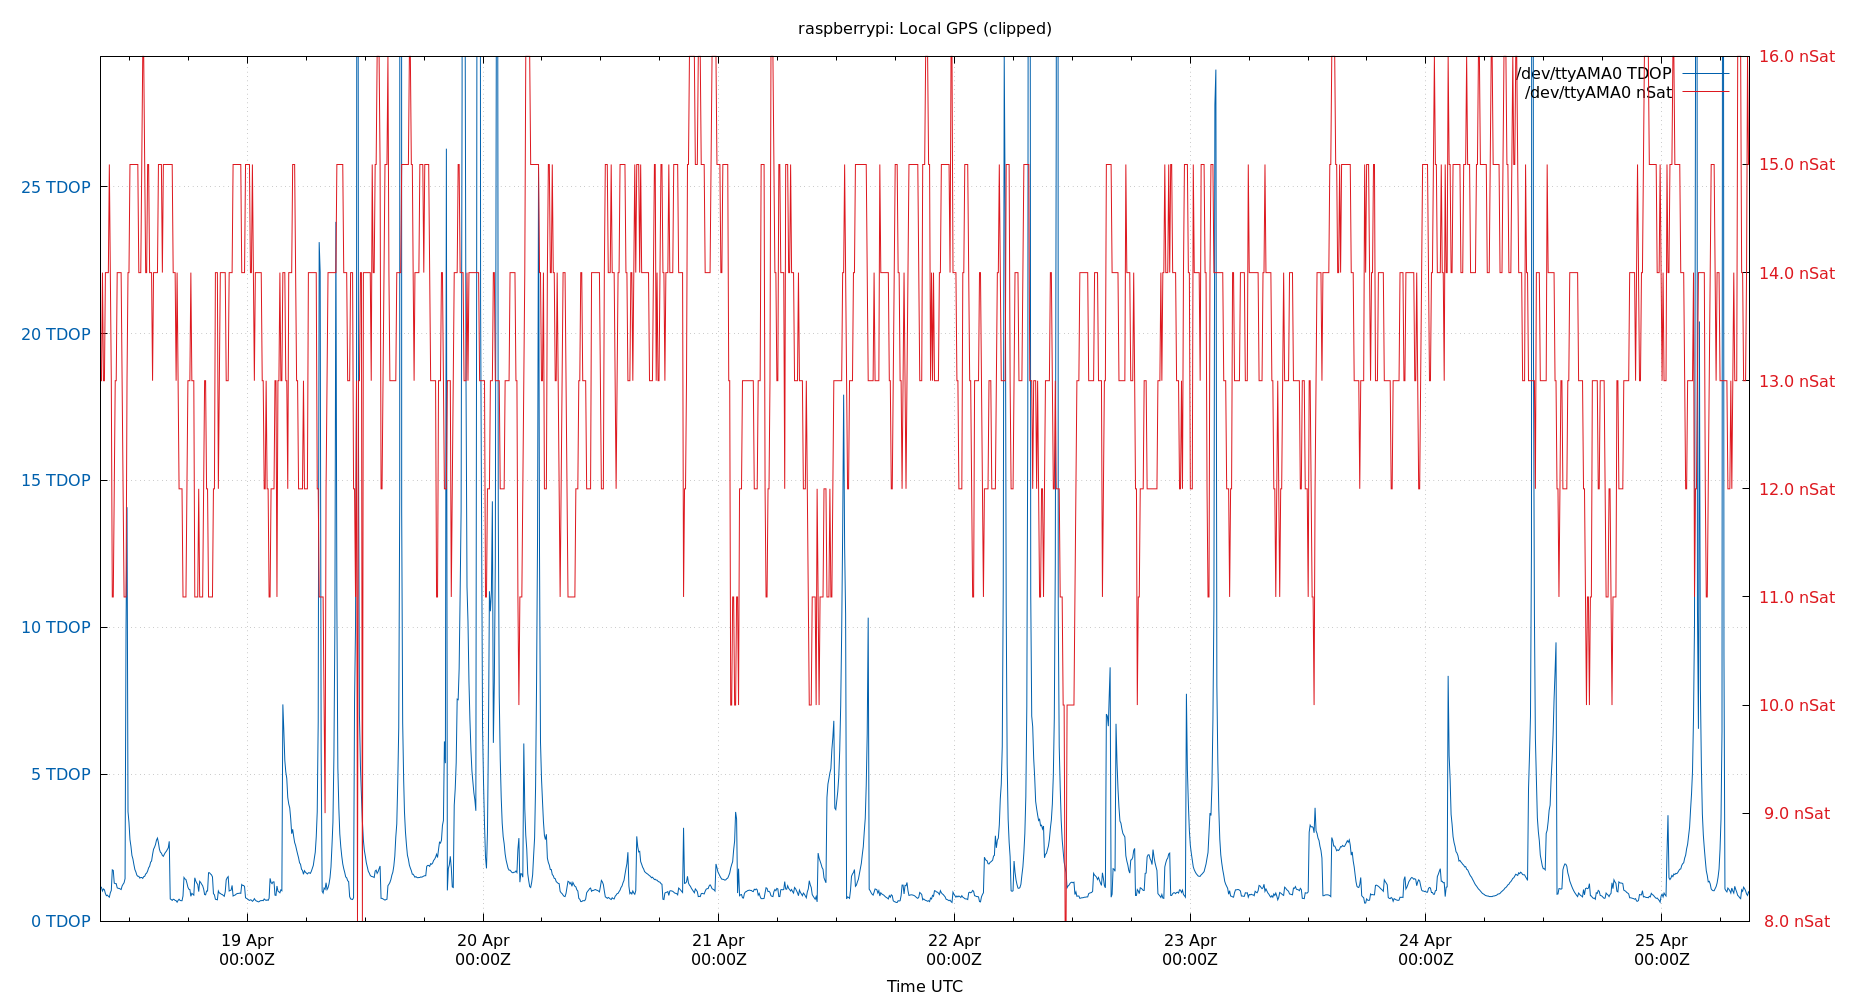 raspberrypi: Local GPS (clipped)
16.0 nSat
/dev/ttyAMA0 TDOP
/dev/ttyAMA0 nSat
15.0 nSat
25 TDOP
14.0 nSat
20 TDOP
13.0 nSat
15 TDOP
12.0 nSat
11.0 nSat
10 TDOP
10.0 nSat
5 TDOP
9.0 nSat
0 TDOP
8.0 nSat
19 Apr 20 Apr 21 Apr 22 Apr 23 Apr 24 Apr 25 Apr
00:00Z 00:00Z 00:00Z 00:00Z 00:00Z 00:00Z 00:00Z
Time UTC